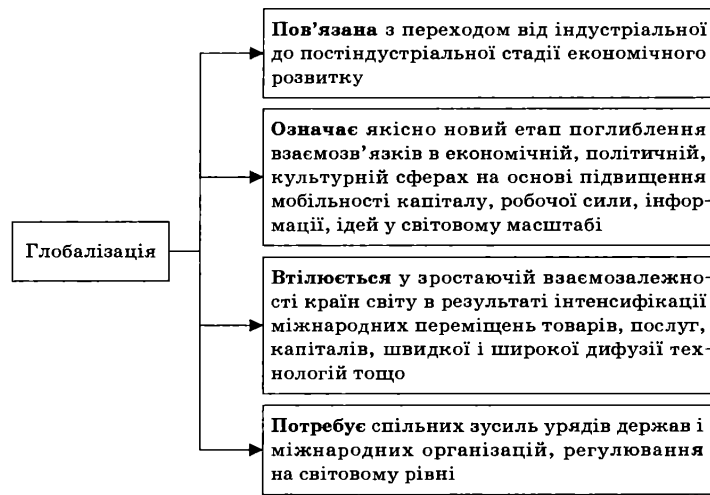 Пов’язана з переходом від індустріальної
до постіндустріальної стадії економічного
розвитку
Означає якісно новий етап поглиблення
взаємозв’язків в економічній, політичній,
культурній сферах на основі підвищення
мобільності капіталу, робочої сили, інфор-
мації, ідей у світовому масштабі
Глобалізація
Втілюється у зростаючій взаємозалежно-
сті країн світу в результаті інтенсифікації
міжнародних переміщень товарів, послуг,
капіталів, швидкої і широкої дифузії тех-
нологій тощо
Потребує спільних зусиль урядів держав і
міжнародних організацій, регулювання
на світовому рівні